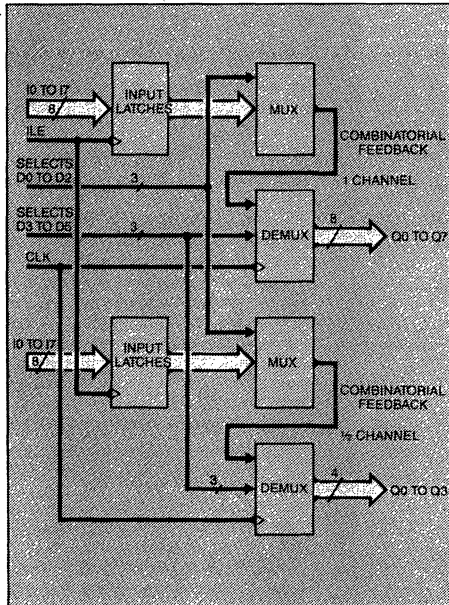 I0 TO I7
8
INPUT
LATCHES
MUX
ILE
COMBINATORIAL
FEEDBACK
SELECTS
D0 TO D2
3
1 CHANNEL
SELECTS
D3 TO D5
3
DEMUX
8
Q0 TO Q7
CLK
I0 TO I7
8
INPUT
LATCHES
MUX
COMBINATORIAL
FEEDBACK
½ CHANNEL
3
DEMUX
4
Q0 TO Q3